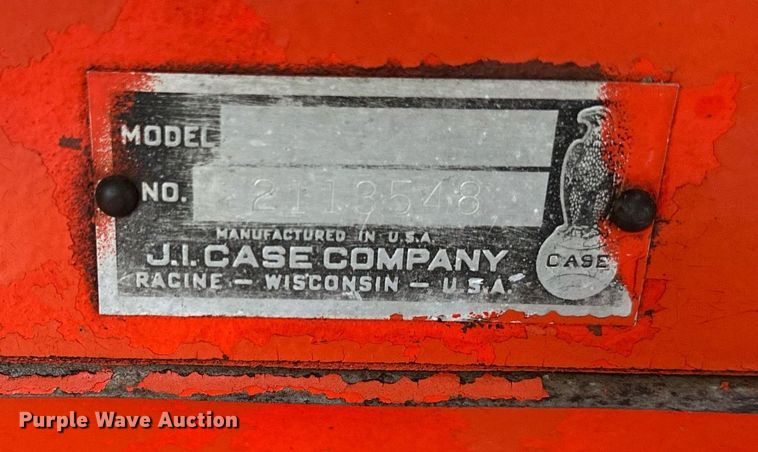 MODEL
NO. 2113548
MANUFACTURED IN U.S.A.
J.I. CASE COMPANY
RACINE – WISCONSIN – U.S.A.
CASE
Purple Wave Auction